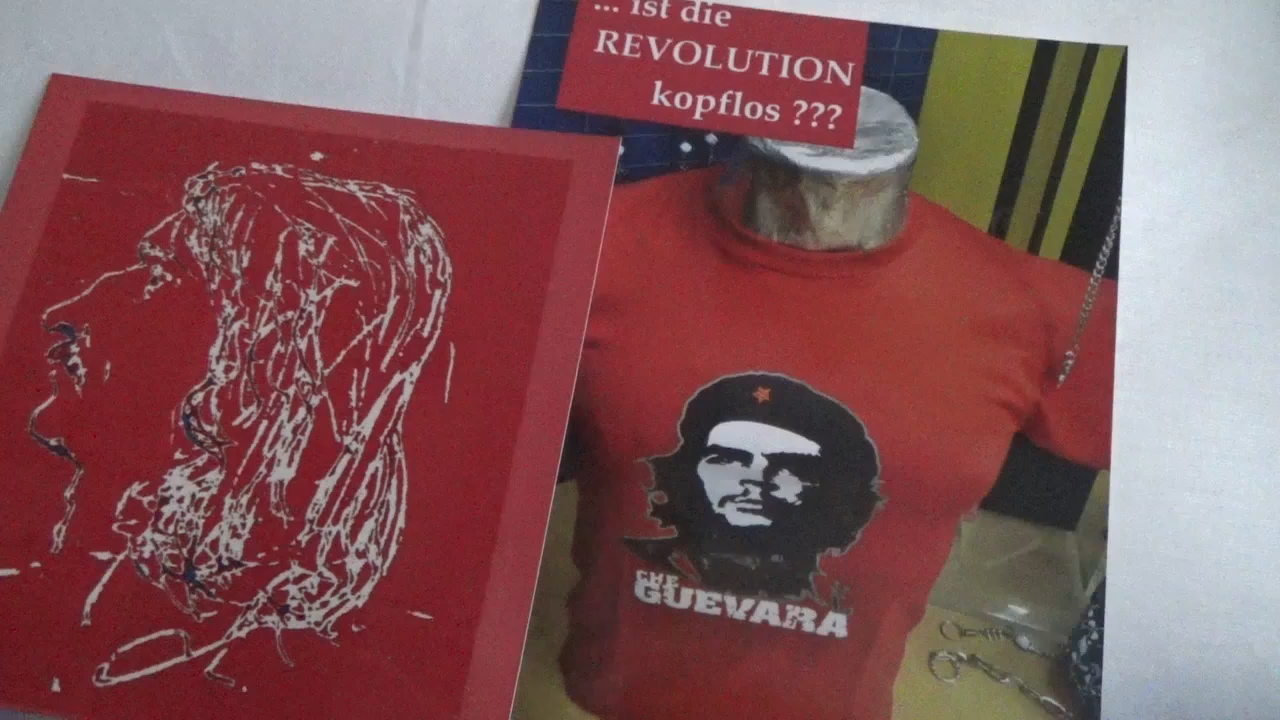 ... ist die
REVOLUTION
kopflos ???
CHE
GUEVARA